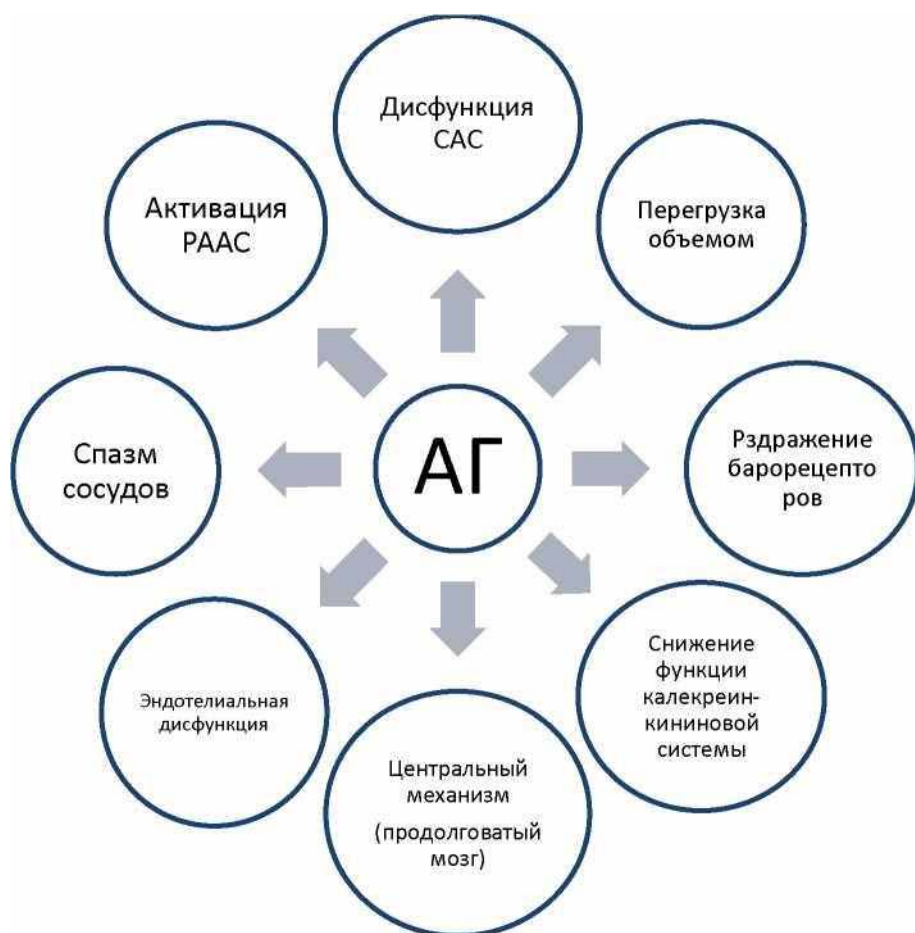 Дисфункция
САС
Активация
РААС
Перегрузка
объемом
АГ
Спазм
сосудов
Рздражение
барорецепто
ров
Эндотелиальная
дисфункция
Снижение
функции
калекреин-
кининовой
системы
Центральный
механизм
(продолговатый
мозг)